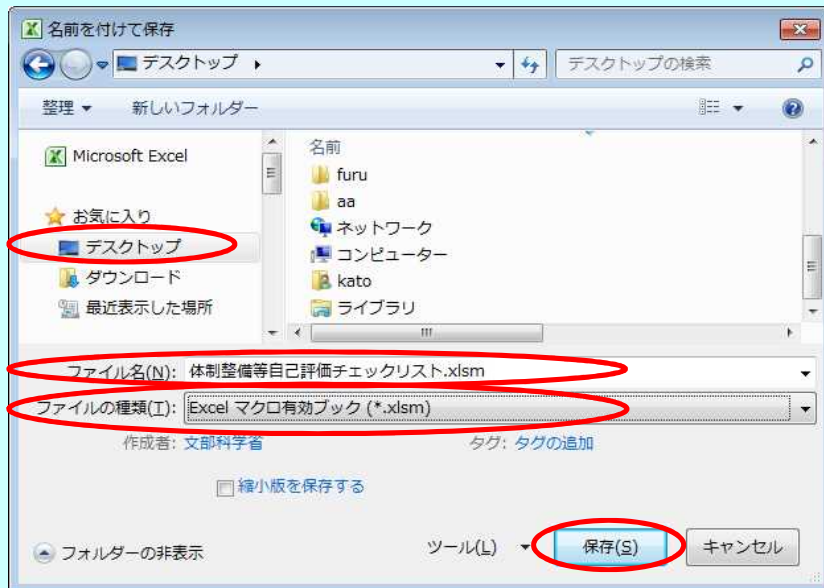 名前を付けて保存
デスクトップ
デスクトップの検索
整理
新しいフォルダー
Microsoft Excel
お気に入り
デスクトップ
ダウンロード
最近表示した場所
名前
furu
aa
ネットワーク
コンピューター
kato
ライブラリ
ファイル名(N): 体制整備等自己評価チェックリスト.xlsm
ファイルの種類(T): Excel マクロ有効ブック (*.xlsm)
作成者: 文部科学省 タグ: タグの追加
縮小版を保存する
フォルダーの非表示 ツール(L) 保存(S) キャンセル